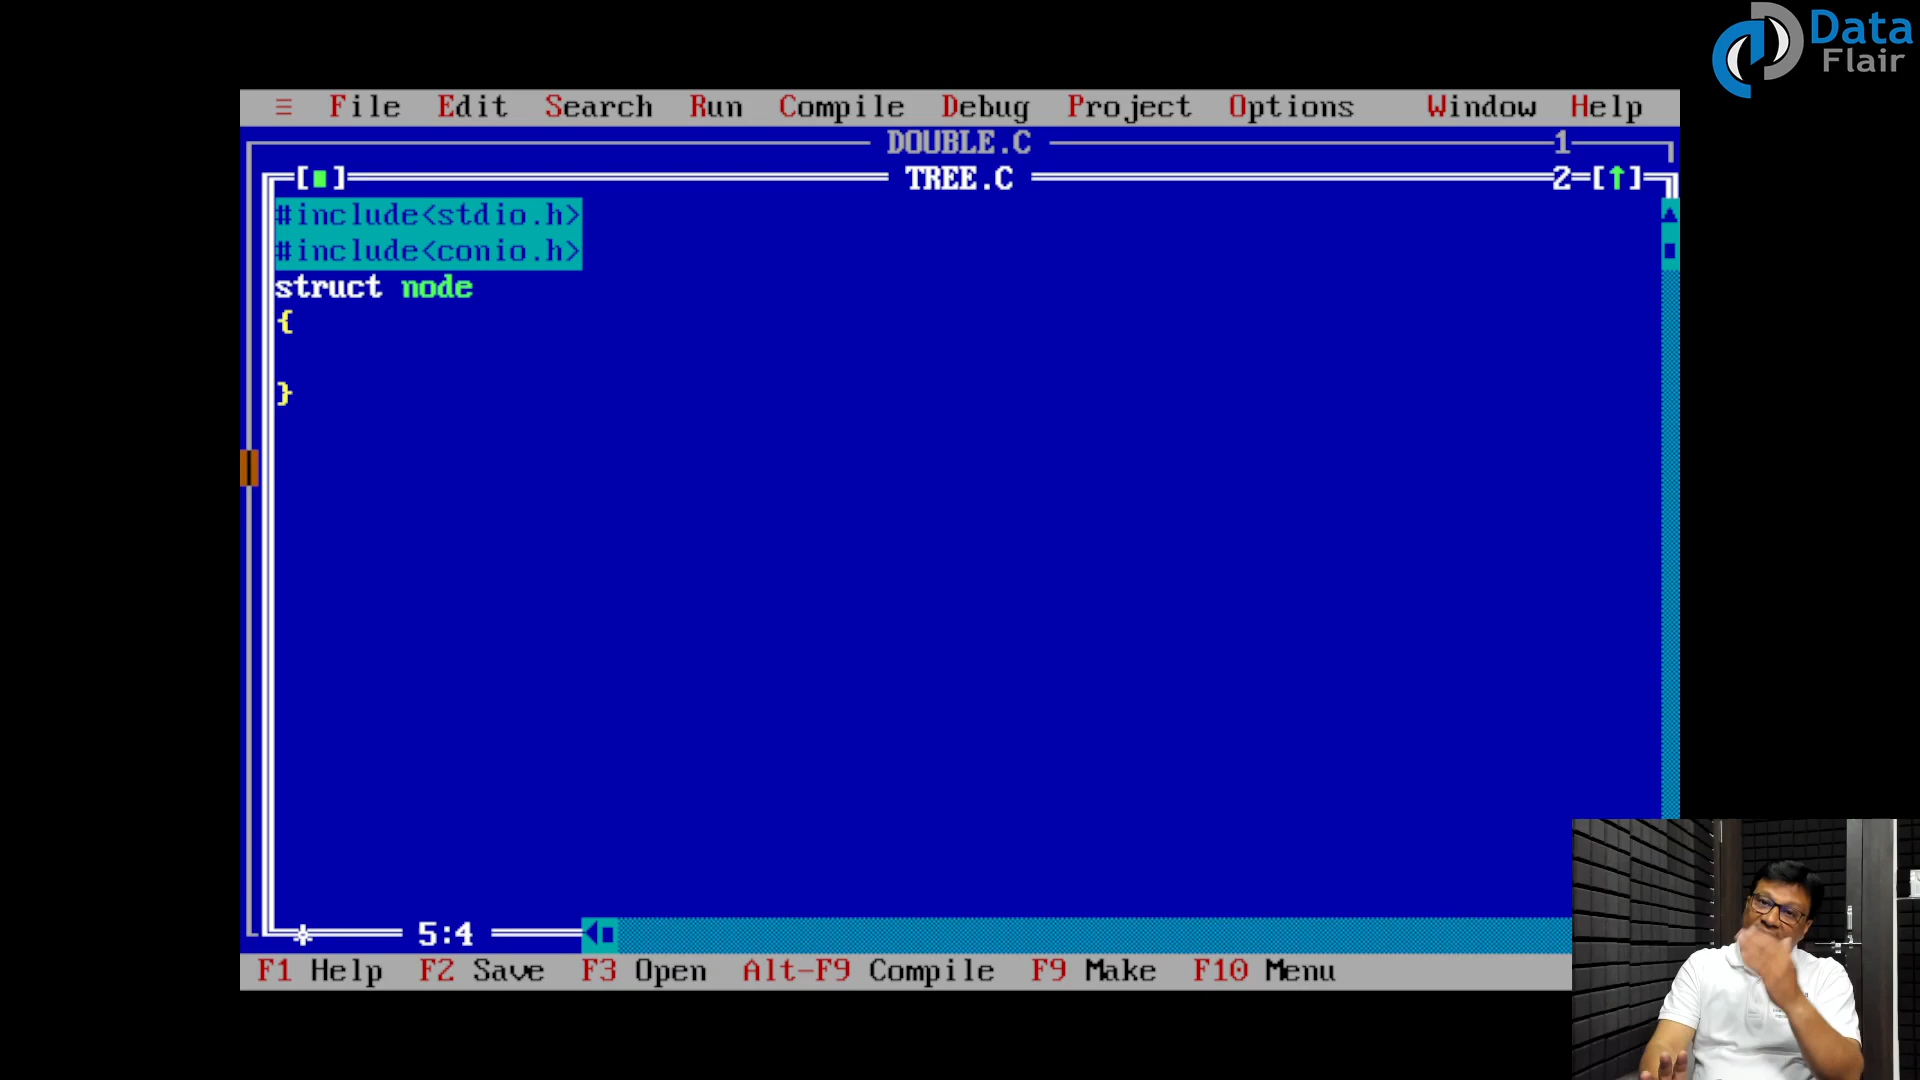 Data
Flair
≡ File Edit Search Run Compile Debug Project Options Window Help
DOUBLE.C 1
[■] TREE.C 2=[↑]
#include<stdio.h>
#include<conio.h>
struct node
{
}
5:4
F1 Help F2 Save F3 Open Alt-F9 Compile F9 Make F10 Menu